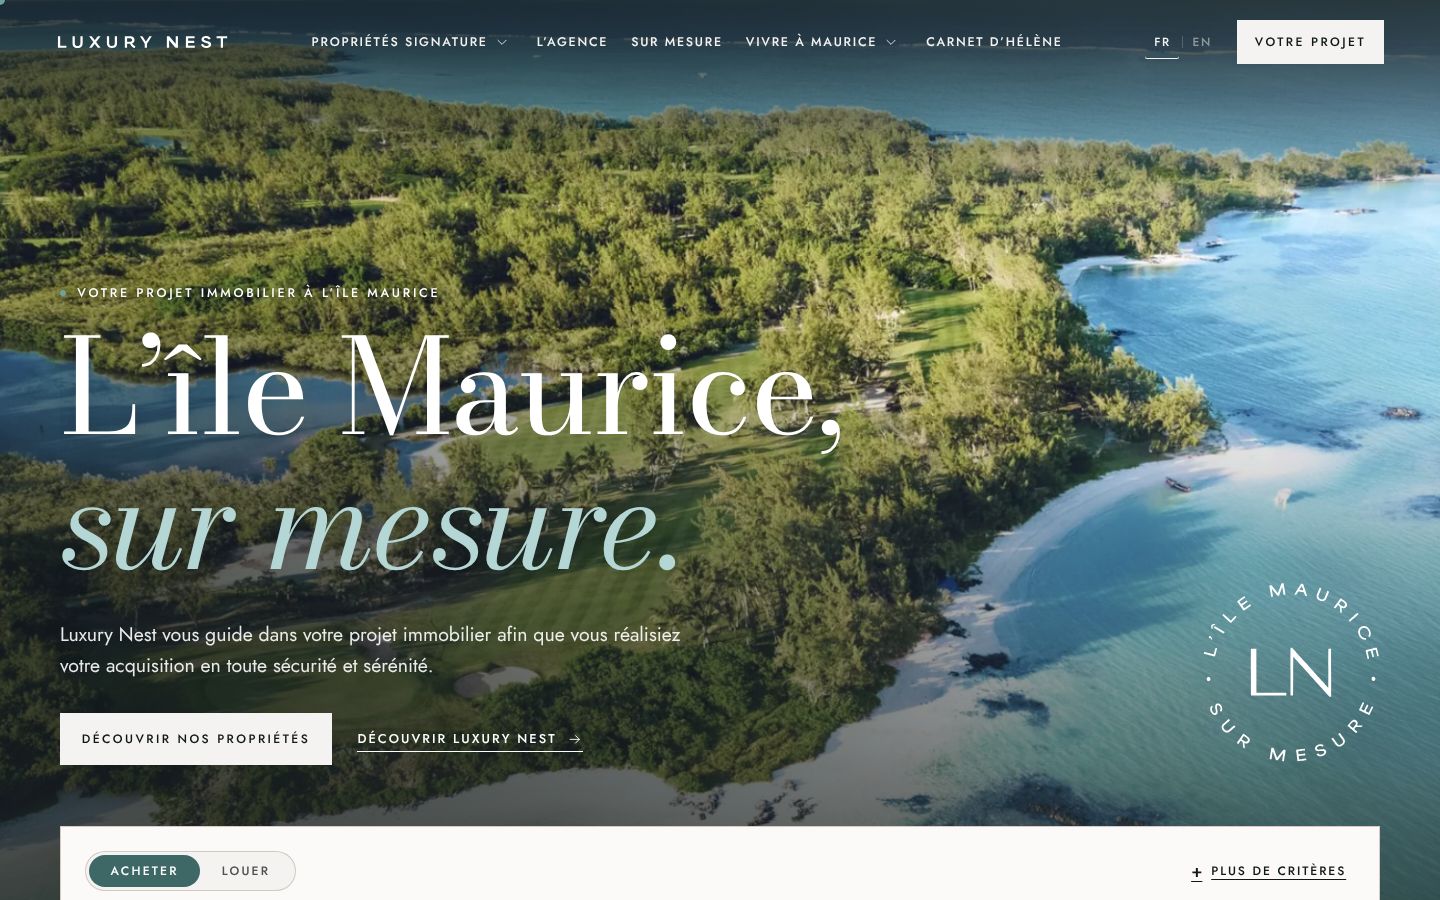 LUXURY NEST
PROPRIÉTÉS SIGNATURE
L'AGENCE
SUR MESURE
VIVRE À MAURICE
CARNET D'HÉLÈNE
FR
EN
VOTRE PROJET
VOTRE PROJET IMMOBILIER À L'ÎLE MAURICE
L'île Maurice,
sur mesure.
Luxury Nest vous guide dans votre projet immobilier afin que vous réalisiez
votre acquisition en toute sécurité et sérénité.
DÉCOUVRIR NOS PROPRIÉTÉS
DÉCOUVRIR LUXURY NEST →
L'ÎLE MAURICE • SUR MESURE •
LN
ACHETER
LOUER
+ PLUS DE CRITÈRES